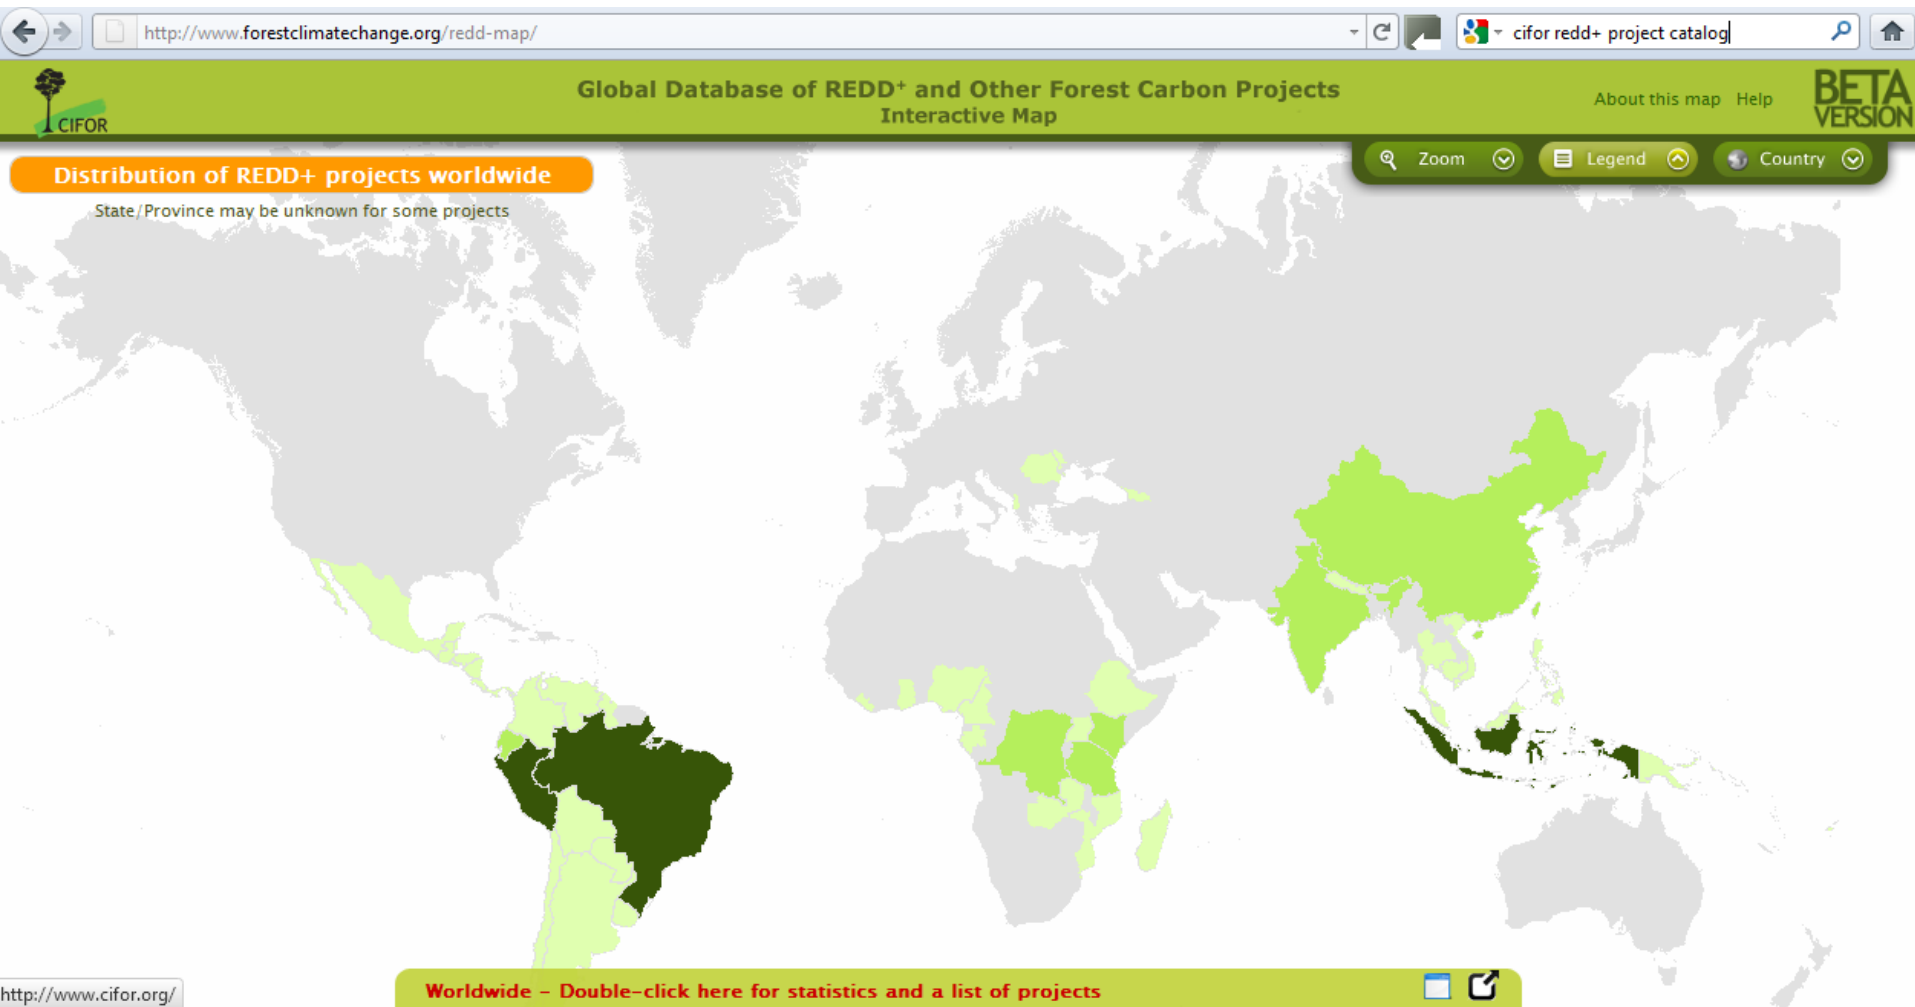 http://www.forestclimatechange.org/redd-map/
cifor redd+ project catalog
CIFOR
Global Database of REDD+ and Other Forest Carbon Projects
Interactive Map
About this map Help
BETA
VERSION
Distribution of REDD+ projects worldwide
State/Province may be unknown for some projects
Zoom
Legend
Country
http://www.cifor.org/
Worldwide - Double-click here for statistics and a list of projects